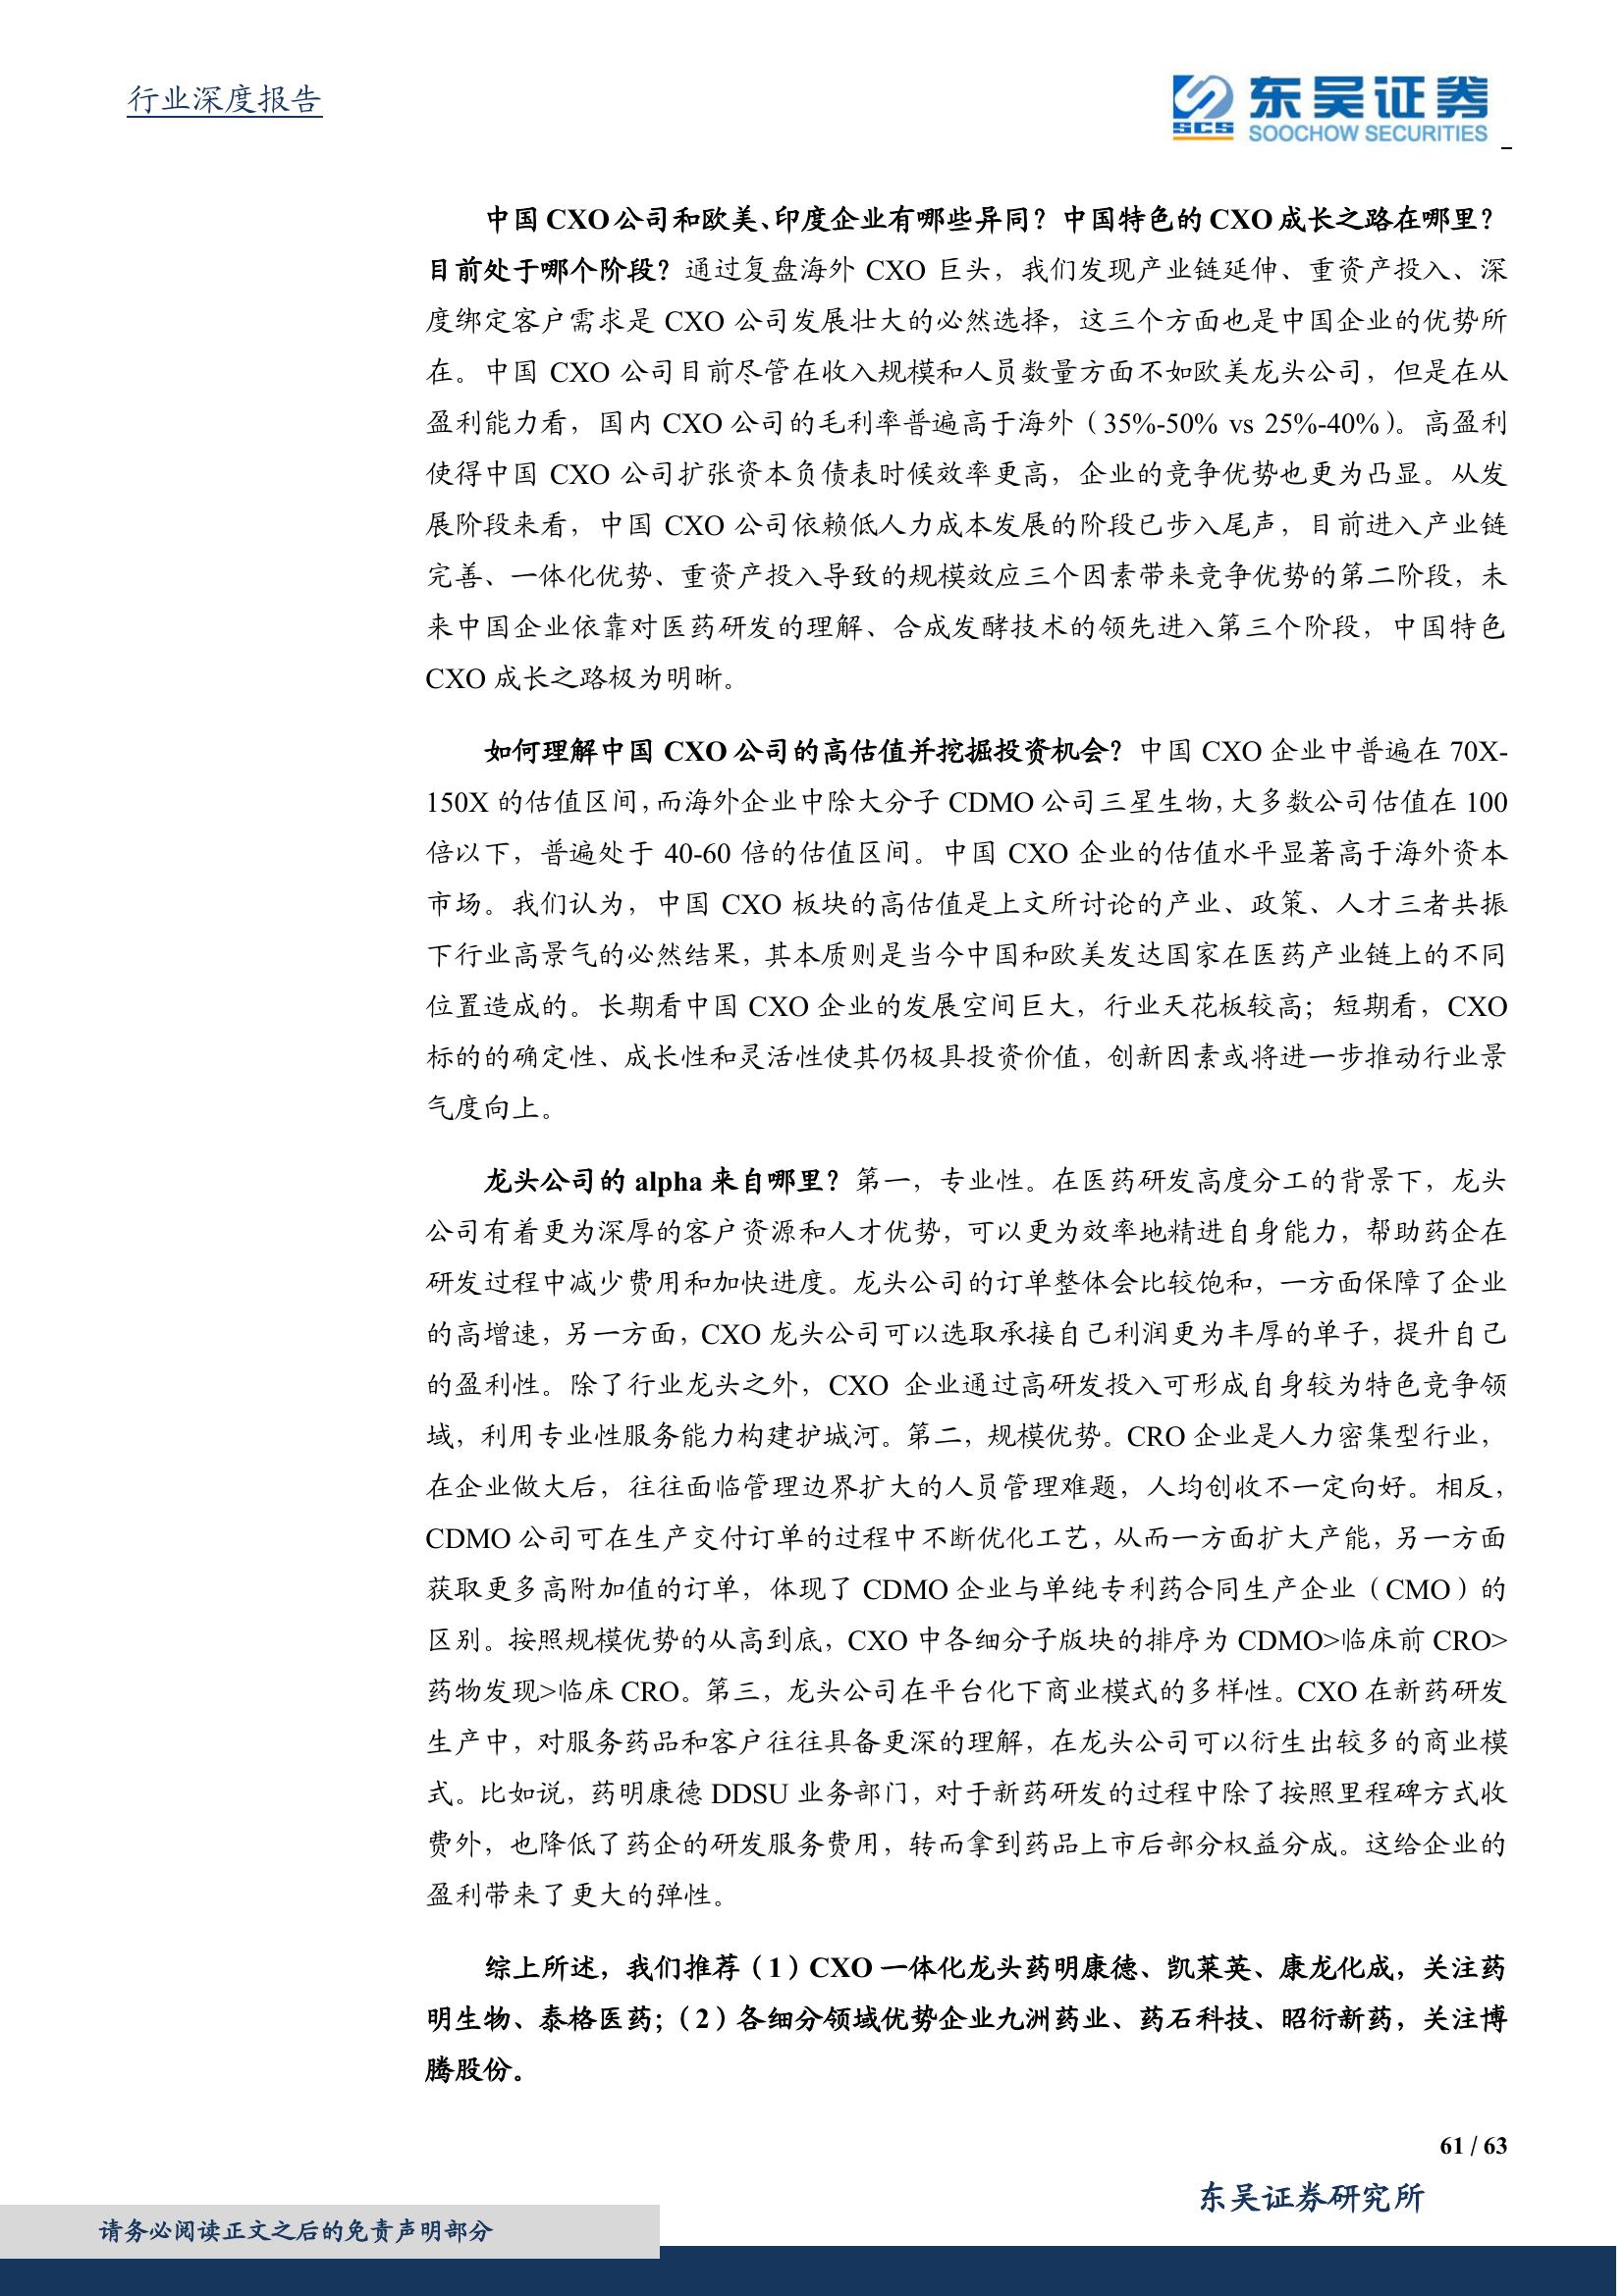 行业深度报告
SCS 东吴证券
SOOCHOW SECURITIES
中国 CXO 公司和欧美、印度企业有哪些异同？中国特色的 CXO 成长之路在哪里？
目前处于哪个阶段？通过复盘海外 CXO 巨头，我们发现产业链延伸、重资产投入、深
度绑定客户需求是 CXO 公司发展壮大的必然选择，这三个方面也是中国企业的优势所
在。中国 CXO 公司目前尽管在收入规模和人员数量方面不如欧美龙头公司，但是在从
盈利能力看，国内 CXO 公司的毛利率普遍高于海外（35%-50% vs 25%-40%）。高盈利
使得中国 CXO 公司扩张资本负债表时候效率更高，企业的竞争优势也更为凸显。从发
展阶段来看，中国 CXO 公司依赖低人力成本发展的阶段已步入尾声，目前进入产业链
完善、一体化优势、重资产投入导致的规模效应三个因素带来竞争优势的第二阶段，未
来中国企业依靠对医药研发的理解、合成发酵技术的领先进入第三个阶段，中国特色
CXO 成长之路极为明晰。
如何理解中国 CXO 公司的高估值并挖掘投资机会？中国 CXO 企业中普遍在 70X-
150X 的估值区间，而海外企业中除大分子 CDMO 公司三星生物，大多数公司估值在 100
倍以下，普遍处于 40-60 倍的估值区间。中国 CXO 企业的估值水平显著高于海外资本
市场。我们认为，中国 CXO 板块的高估值是上文所讨论的产业、政策、人才三者共振
下行业高景气的必然结果，其本质则是当今中国和欧美发达国家在医药产业链上的不同
位置造成的。长期看中国 CXO 企业的发展空间巨大，行业天花板较高；短期看，CXO
标的的确定性、成长性和灵活性使其仍极具投资价值，创新因素或将进一步推动行业景
气度向上。
龙头公司的 alpha 来自哪里？第一，专业性。在医药研发高度分工的背景下，龙头
公司有着更为深厚的客户资源和人才优势，可以更为效率地精进自身能力，帮助药企在
研发过程中减少费用和加快进度。龙头公司的订单整体会比较饱和，一方面保障了企业
的高增速，另一方面，CXO 龙头公司可以选取承接自己利润更为丰厚的单子，提升自己
的盈利性。除了行业龙头之外，CXO 企业通过高研发投入可形成自身较为特色竞争领
域，利用专业性服务能力构建护城河。第二，规模优势。CRO 企业是人力密集型行业，
在企业做大后，往往面临管理边界扩大的人员管理难题，人均创收不一定向好。相反，
CDMO 公司可在生产交付订单的过程中不断优化工艺，从而一方面扩大产能，另一方面
获取更多高附加值的订单，体现了 CDMO 企业与单纯专利药合同生产企业（CMO）的
区别。按照规模优势的从高到底，CXO 中各细分子版块的排序为 CDMO>临床前 CRO>
药物发现>临床 CRO。第三，龙头公司在平台化下商业模式的多样性。CXO 在新药研发
生产中，对服务药品和客户往往具备更深的理解，在龙头公司可以衍生出较多的商业模
式。比如说，药明康德 DDSU 业务部门，对于新药研发的过程中除了按照里程碑方式收
费外，也降低了药企的研发服务费用，转而拿到药品上市后部分权益分成。这给企业的
盈利带来了更大的弹性。
综上所述，我们推荐（1）CXO 一体化龙头药明康德、凯莱英、康龙化成，关注药
明生物、泰格医药；（2）各细分领域优势企业九洲药业、药石科技、昭衍新药，关注博
腾股份。
61 / 63
东吴证券研究所
请务必阅读正文之后的免责声明部分